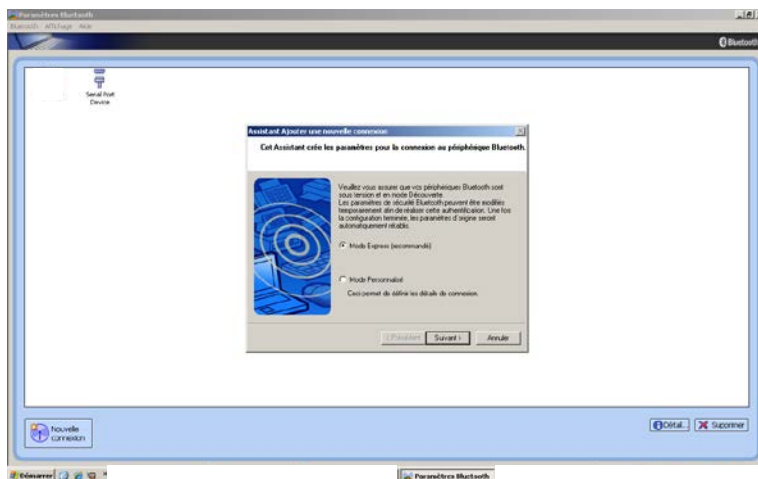 Paramètres Bluetooth
Bluetooth Affichage Aide
Bluetooth
Serial Port
Device
Assistant Ajouter une nouvelle connexion
Cet Assistant crée les paramètres pour la connexion au périphérique Bluetooth.
Veuillez vous assurer que vos périphériques Bluetooth sont
sous tension et en mode Découverte.
Les paramètres de sécurité Bluetooth peuvent être modifiés
temporairement afin de réaliser cette authentification. Une fois
la configuration terminée, les paramètres d'origine seront
automatiquement rétablis.
Mode Express (recommandé)
Mode Personnalisé
Ceci permet de définir les détails de connexion.
< Précédent Suivant > Annuler
Nouvelle
connexion
Détail... Supprimer
Démarrer
Paramètres Bluetooth